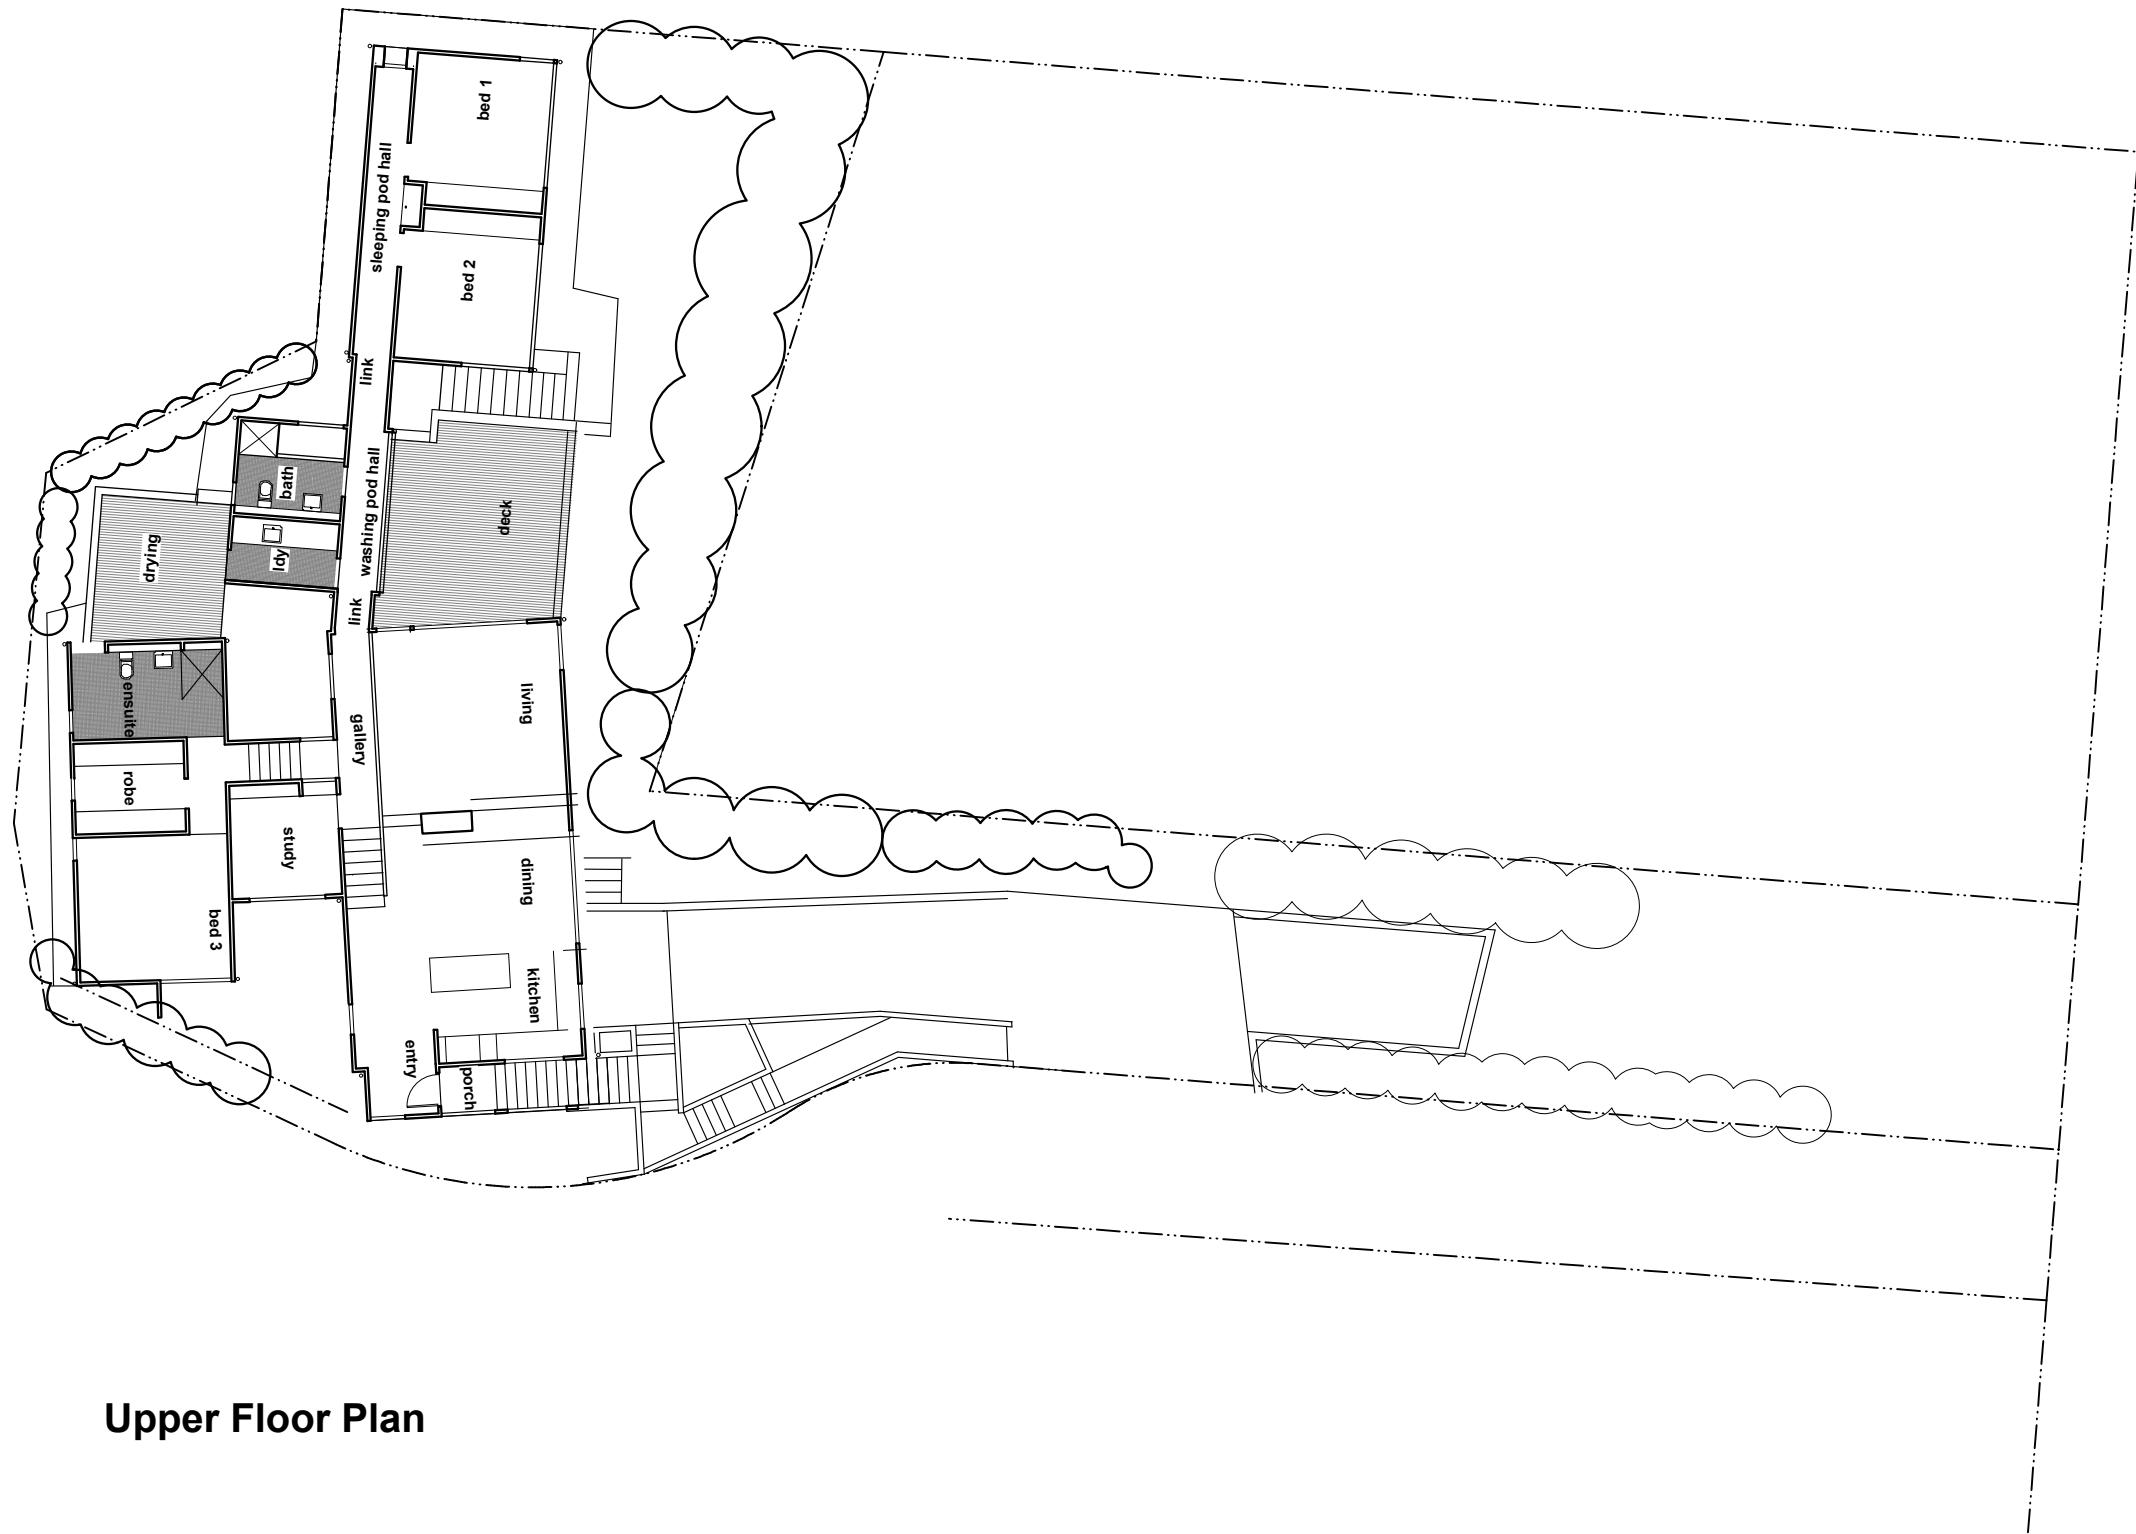 bed 1
sleeping pod hall
bed 2
link
bath
washing pod hall
deck
drying
ldy
link
living
ensuite
gallery
robe
study
dining
bed 3
kitchen
entry
porch
Upper Floor Plan